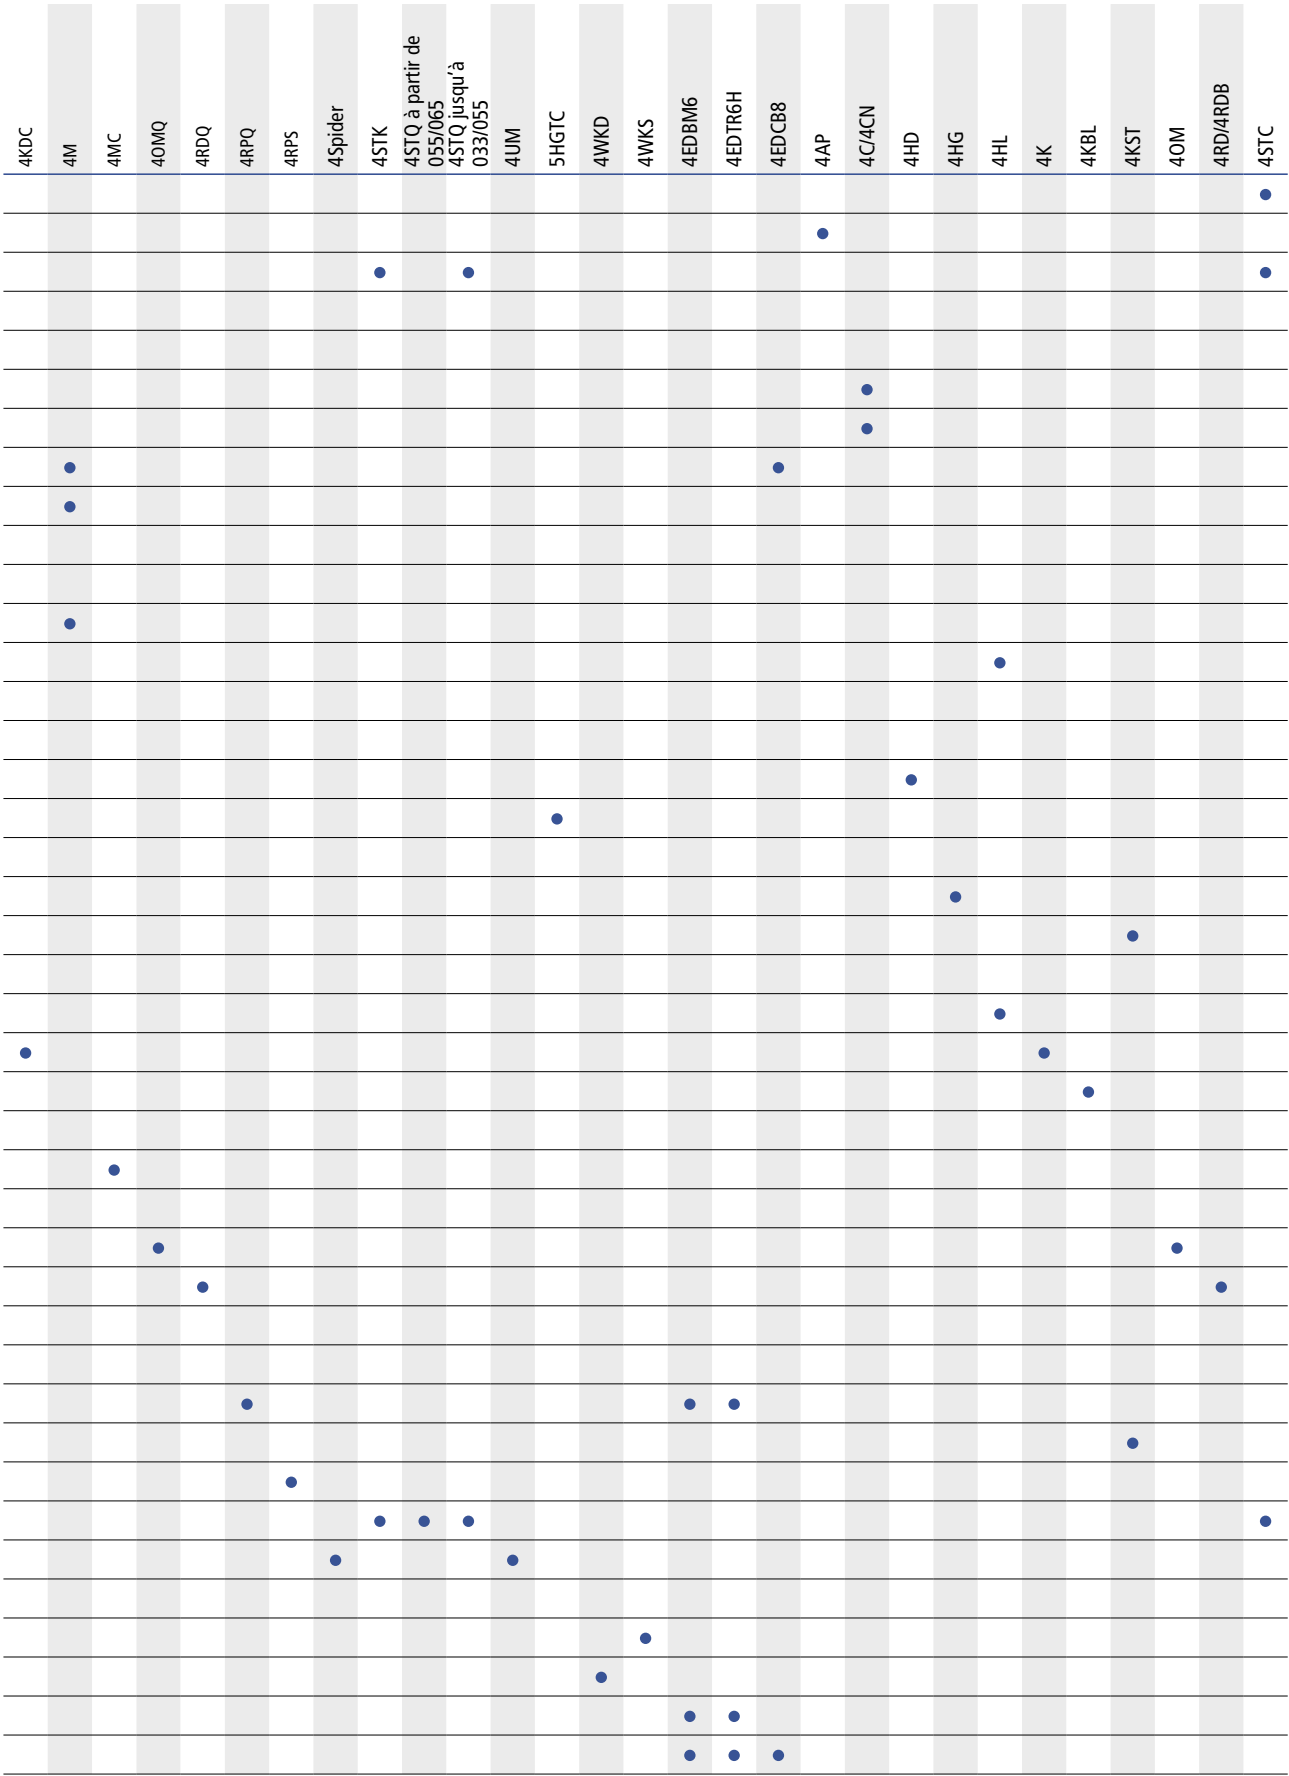 4KDC
4M
4MC
4OMQ
4RDQ
4RPQ
4RPS
4Spider
4STK
4STQ à partir de
055/065
4STQ jusqu'à
033/055
4UM
5HGTC
4WKD
4WKS
4EDBM6
4EDTR6H
4EDCB8
4AP
4C/4CN
4HD
4HG
4HL
4K
4KBL
4KST
4OM
4RD/4RDB
4STC